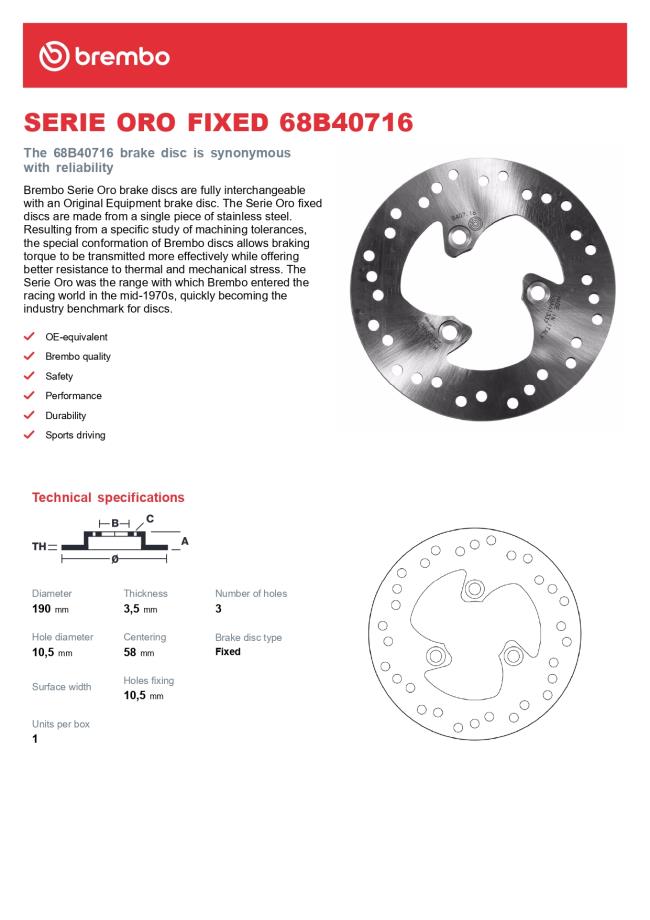 brembo
SERIE ORO FIXED 68B40716
The 68B40716 brake disc is synonymous
with reliability
Brembo Serie Oro brake discs are fully interchangeable
with an Original Equipment brake disc. The Serie Oro fixed
discs are made from a single piece of stainless steel.
Resulting from a specific study of machining tolerances,
the special conformation of Brembo discs allows braking
torque to be transmitted more effectively while offering
better resistance to thermal and mechanical stress. The
Serie Oro was the range with which Brembo entered the
racing world in the mid-1970s, quickly becoming the
industry benchmark for discs.
OE-equivalent
Brembo quality
Safety
Performance
Durability
Sports driving
Technical specifications
B
C
A
TH
Ø
Diameter
190 mm
Thickness
3,5 mm
Number of holes
3
Hole diameter
10,5 mm
Centering
58 mm
Brake disc type
Fixed
Surface width
Holes fixing
10,5 mm
Units per box
1